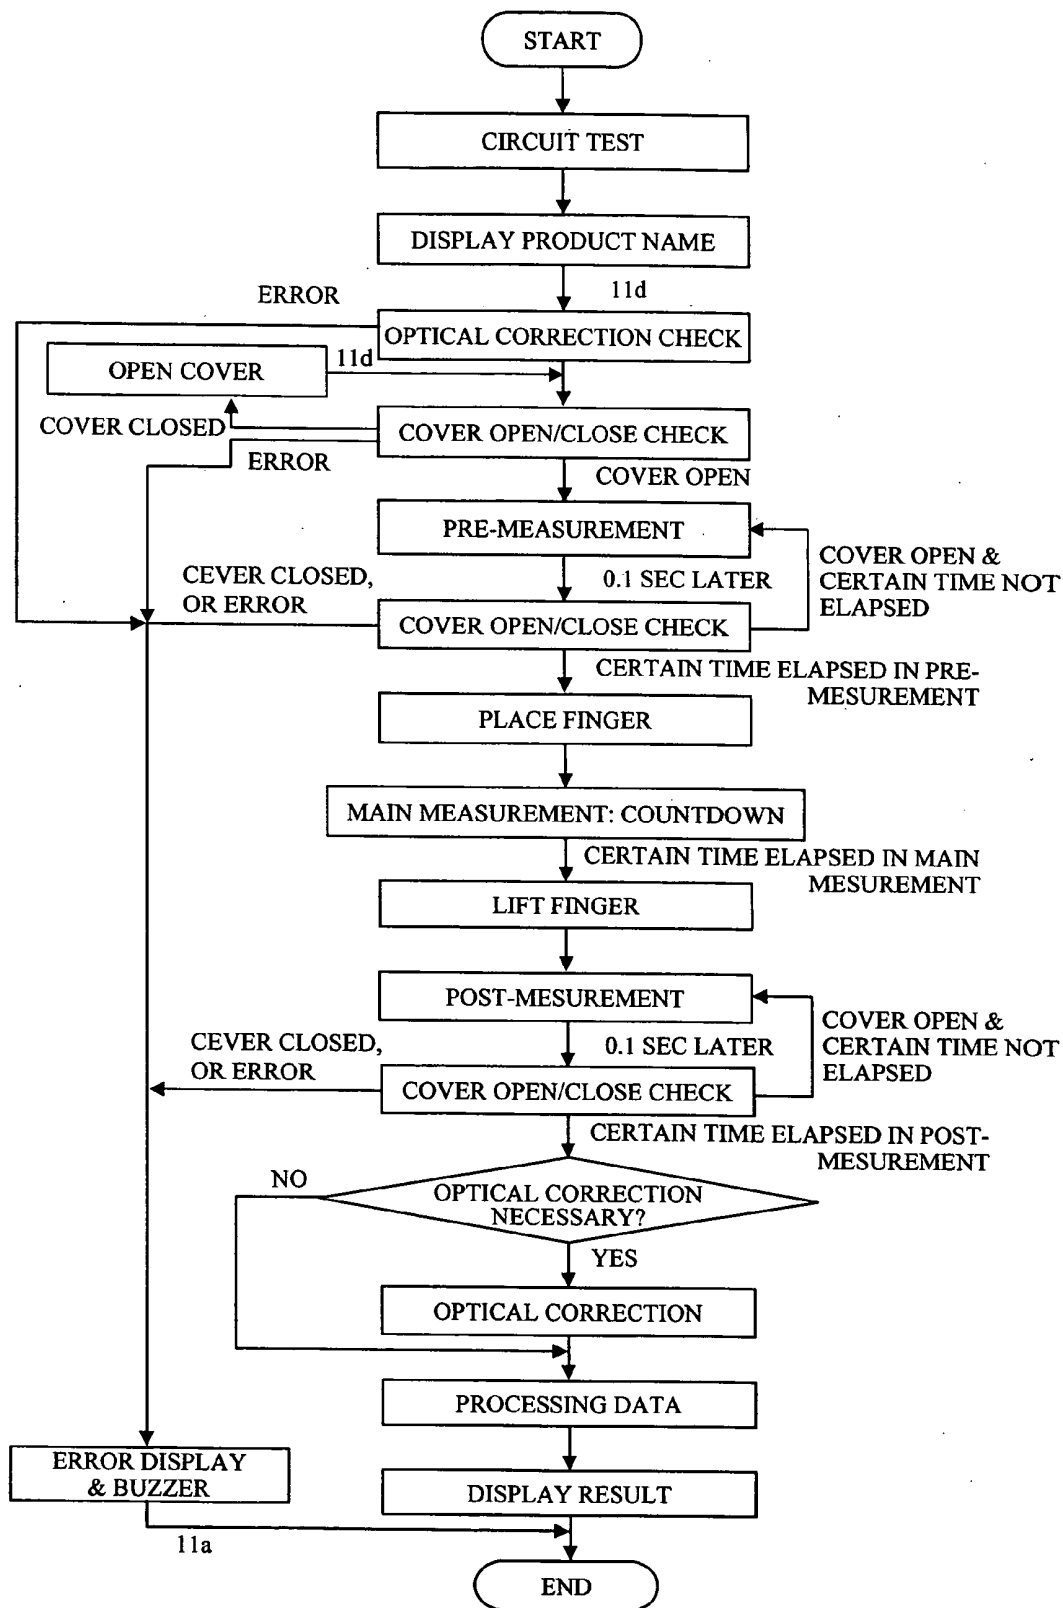 START
CIRCUIT TEST
DISPLAY PRODUCT NAME
11d
ERROR
OPTICAL CORRECTION CHECK
OPEN COVER
11d
COVER CLOSED
COVER OPEN/CLOSE CHECK
ERROR
COVER OPEN
PRE-MEASUREMENT
COVER OPEN &
CERTAIN TIME NOT
ELAPSED
CEVER CLOSED,
OR ERROR
0.1 SEC LATER
COVER OPEN/CLOSE CHECK
CERTAIN TIME ELAPSED IN PRE-
MESUREMENT
PLACE FINGER
MAIN MEASUREMENT: COUNTDOWN
CERTAIN TIME ELAPSED IN MAIN
MESUREMENT
LIFT FINGER
POST-MESUREMENT
COVER OPEN &
CERTAIN TIME NOT
ELAPSED
CEVER CLOSED,
OR ERROR
0.1 SEC LATER
COVER OPEN/CLOSE CHECK
CERTAIN TIME ELAPSED IN POST-
MESUREMENT
NO
OPTICAL CORRECTION
NECESSARY?
YES
OPTICAL CORRECTION
PROCESSING DATA
ERROR DISPLAY
& BUZZER
DISPLAY RESULT
11a
END